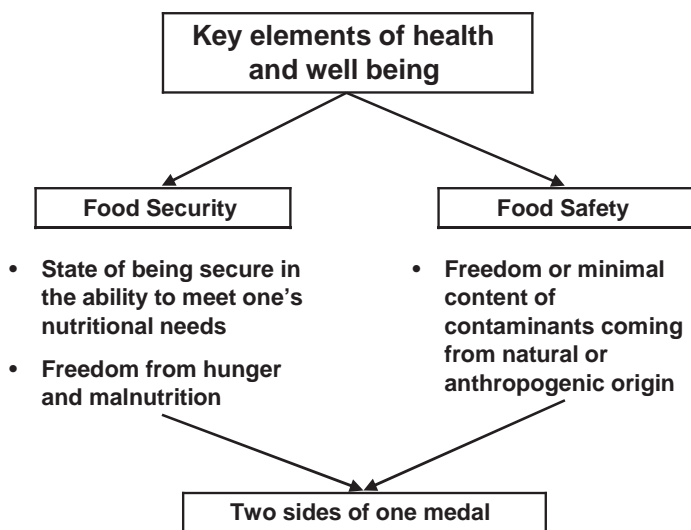 Key elements of health
and well being
Food Security
Food Safety
• State of being secure in
the ability to meet one's
nutritional needs
• Freedom from hunger
and malnutrition
• Freedom or minimal
content of
contaminants coming
from natural or
anthropogenic origin
Two sides of one medal